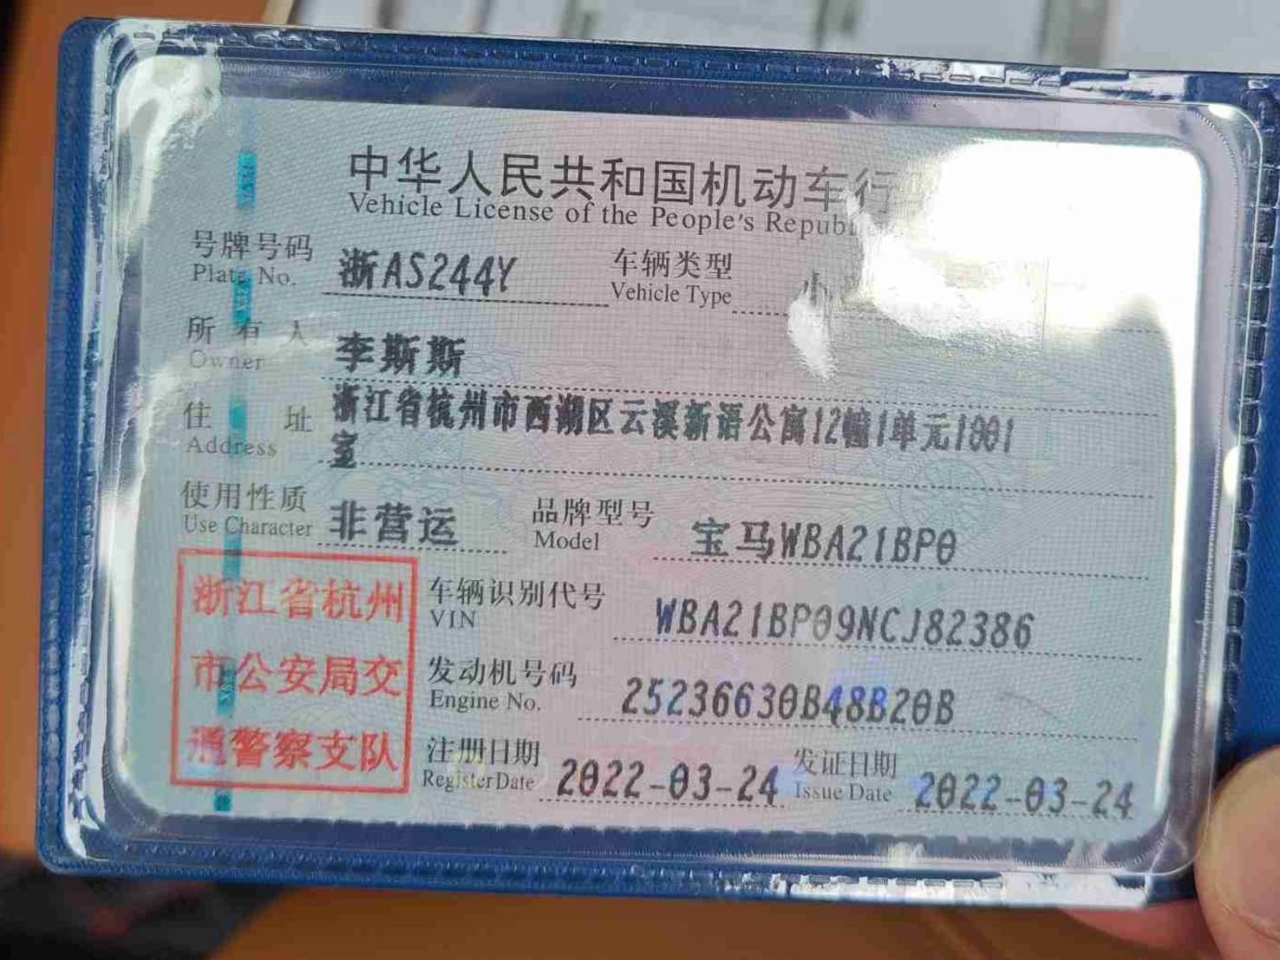 中华人民共和国机动车行
Vehicle License of the People's Repub
号牌号码 浙AS244Y 车辆类型 小
Plate No. Vehicle Type
所有人 李斯斯
Owner
住址 浙江省杭州市西湖区云溪新语公寓12幢1单元1801
Address 室
使用性质 非营运 品牌型号 宝马WBA21BP0
Use Character Model
浙江省杭州
市公安局交
通警察支队
车辆识别代号 WBA21BP09NCJ82386
VIN
发动机号码 25236630B48B20B
Engine No.
注册日期 2022-03-24 发证日期 2022-03-24
Register Date Issue Date